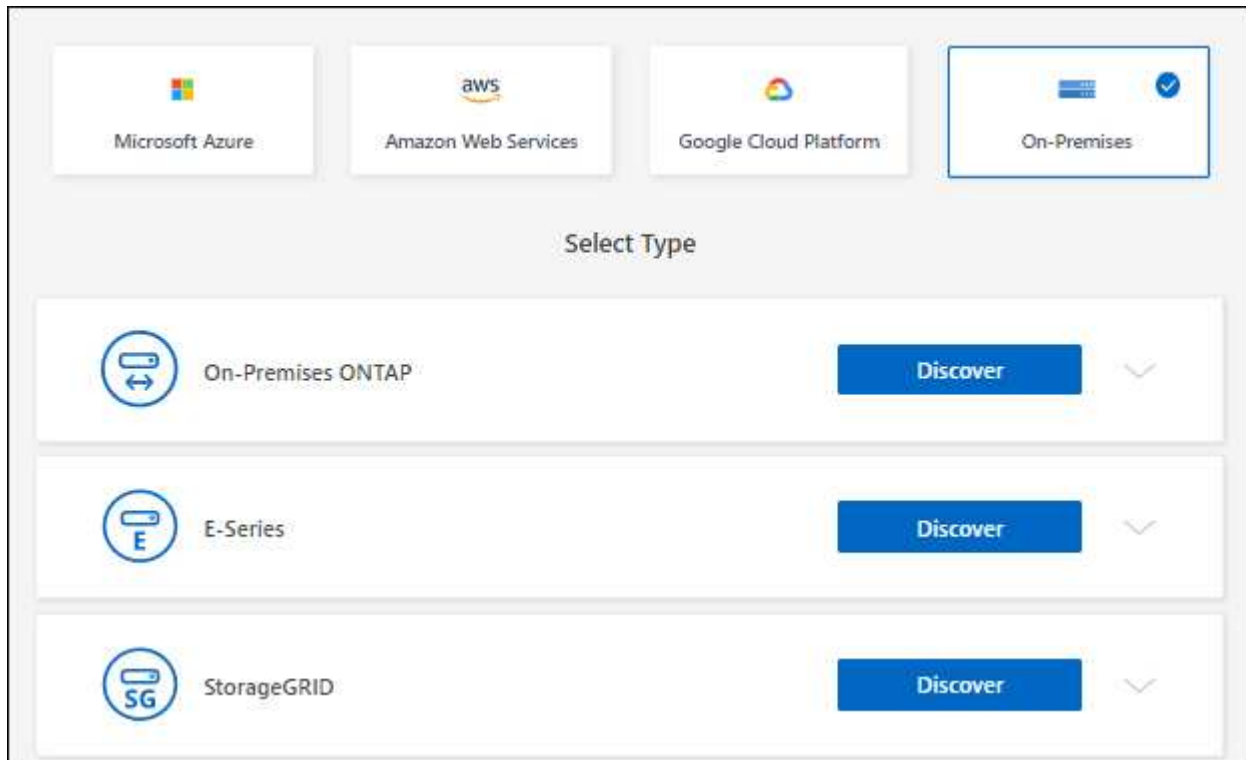 aws
Microsoft Azure
Amazon Web Services
Google Cloud Platform
On-Premises
Select Type
On-Premises ONTAP
Discover
E
E-Series
Discover
SG
StorageGRID
Discover